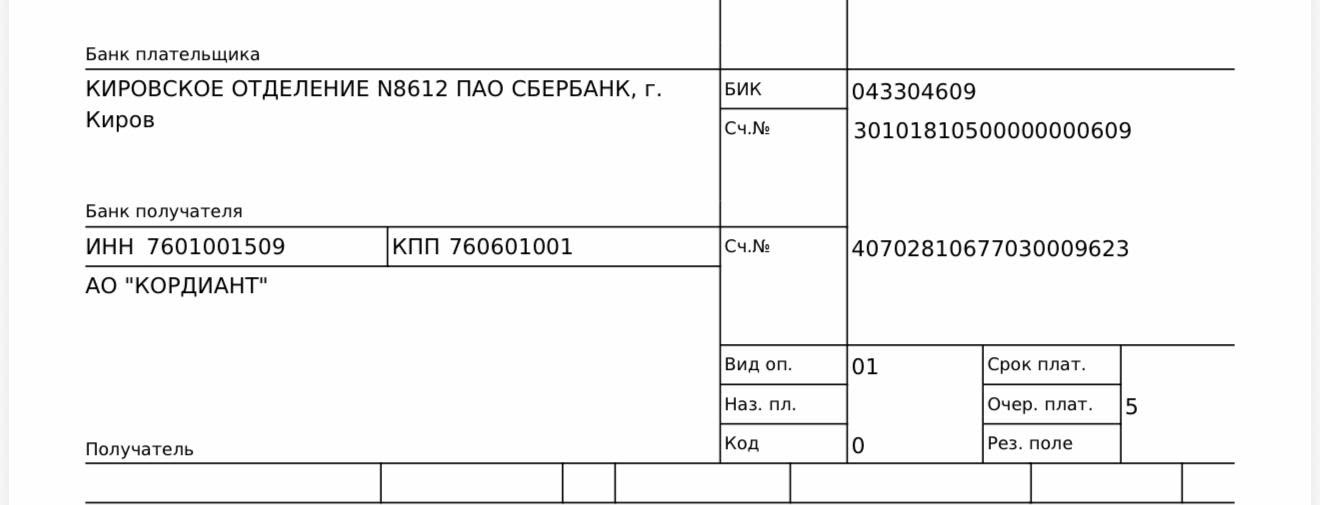 Банк плательщика
КИРОВСКОЕ ОТДЕЛЕНИЕ N8612 ПАО СБЕРБАНК, г.
Киров
БИК 043304609
Сч.№ 30101810500000000609
Банк получателя
ИНН 7601001509 КПП 760601001 Сч.№ 40702810677030009623
АО "КОРДИАНТ"
Вид оп. 01 Срок плат.
Наз. пл. Очер. плат. 5
Получатель Код 0 Рез. поле